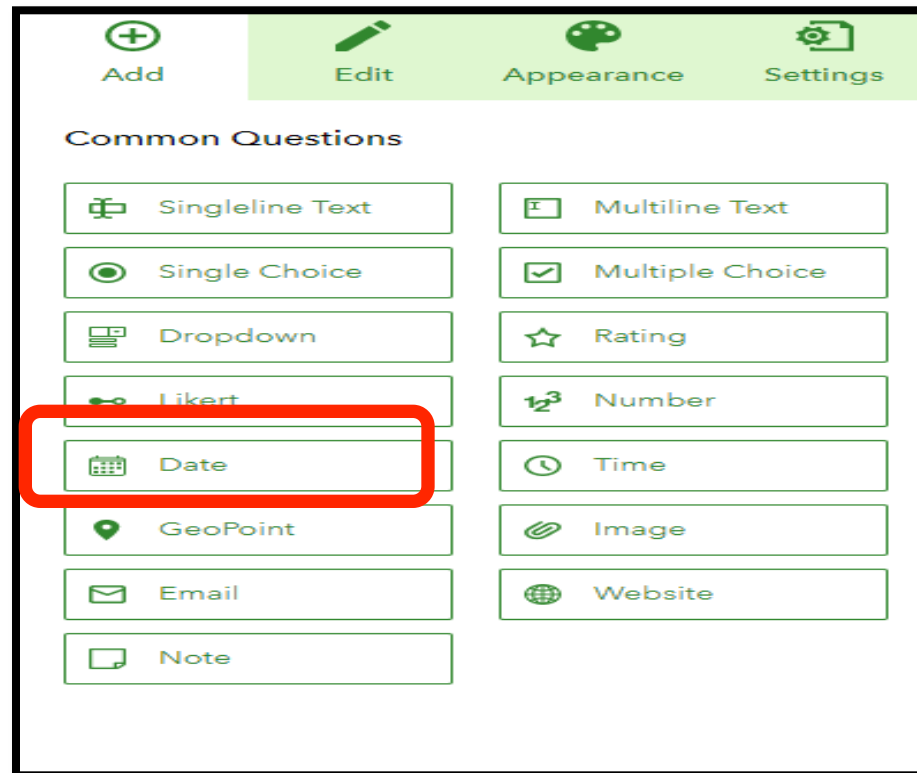 Add Edit Appearance Settings
Common Questions
Singleline Text Multiline Text
Single Choice Multiple Choice
Dropdown Rating
Likert Number
Date Time
GeoPoint Image
Email Website
Note